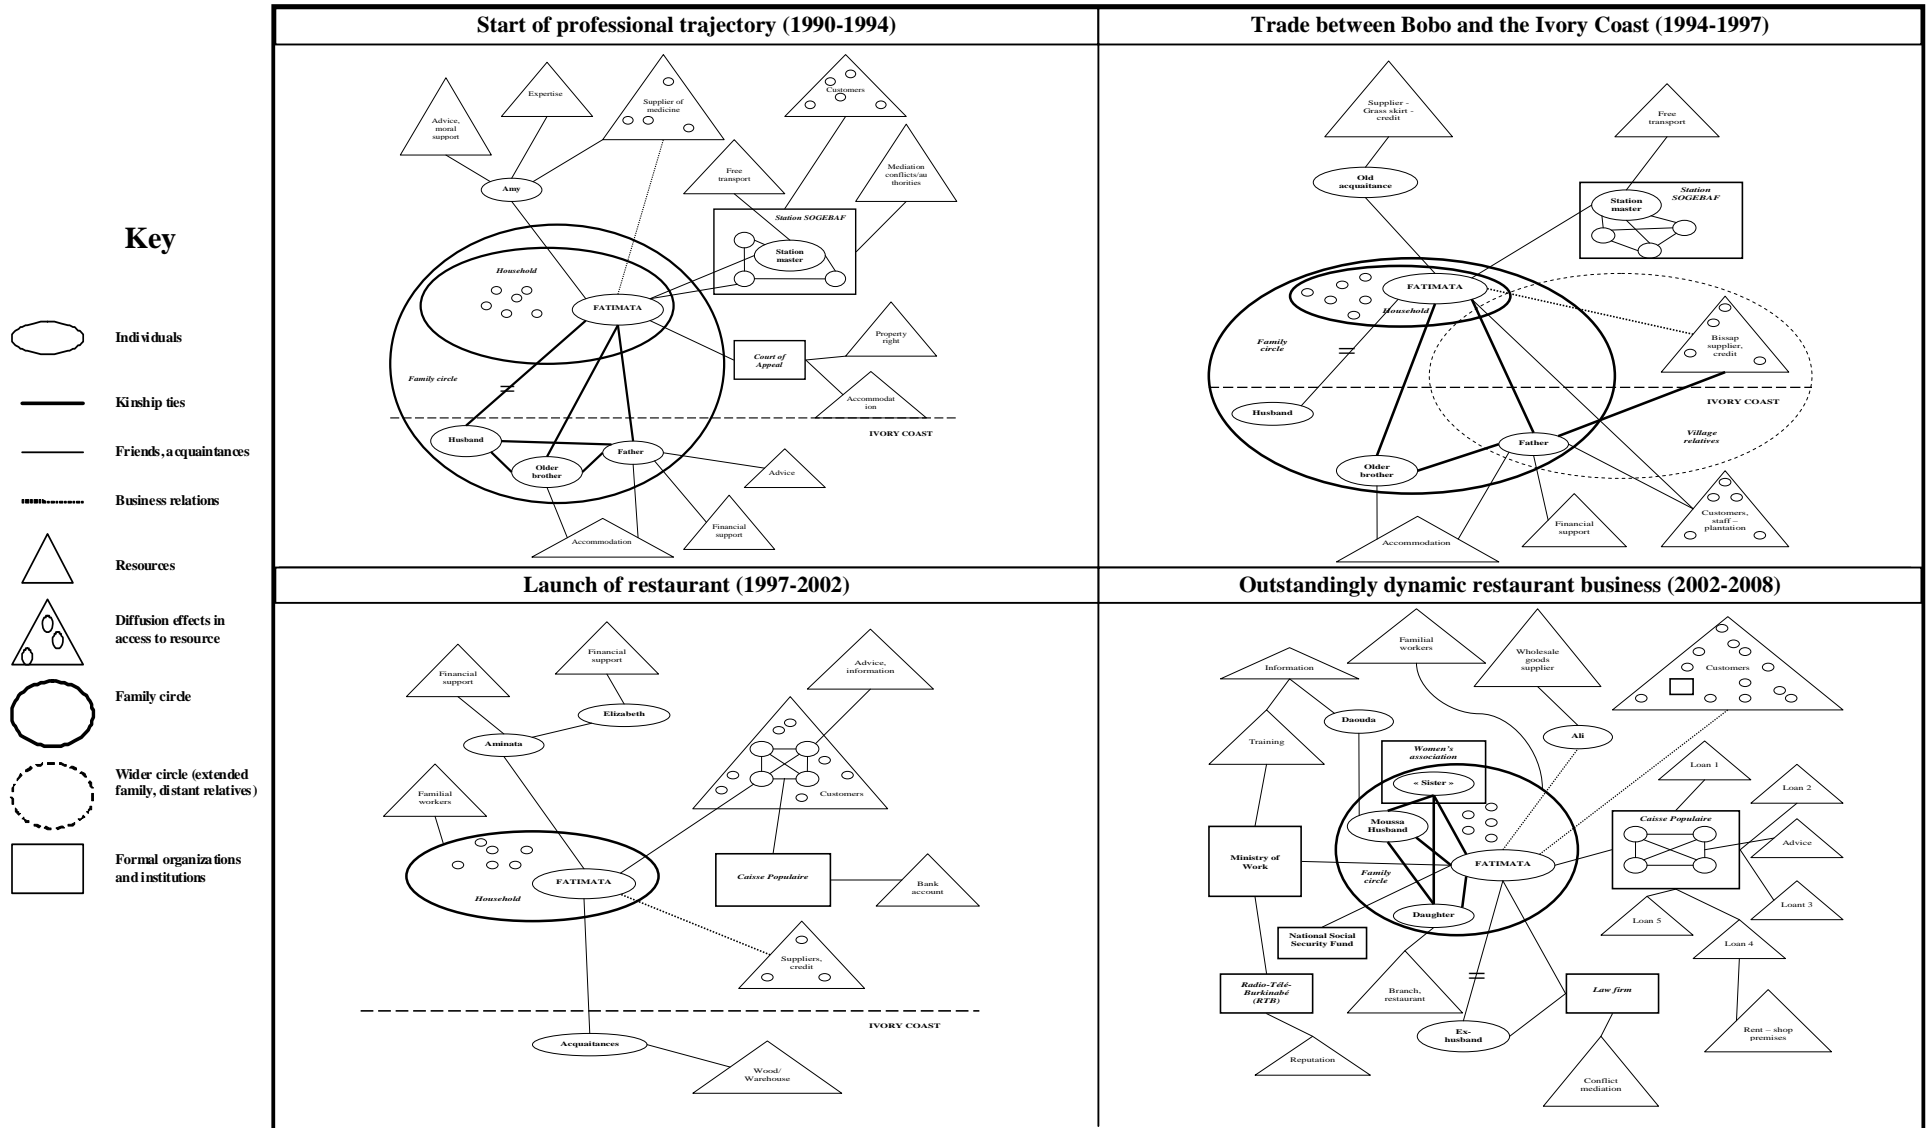 Key
Individuals
Kinship ties
Friends, acquaintances
Business relations
Resources
Diffusion effects in
access to resource
Family circle
Wider circle (extended
family, distant relatives)
Formal organizations
and institutions
Start of professional trajectory (1990-1994)
Advice,
moral
support
Expertise
Supplier of
medicine
Customers
Amy
Free
transport
Mediation
conflicts/au
thorities
Station SOGEBAF
Station
master
Household
FATIMATA
Court of
Appeal
Property
right
Accommodat
ion
Family circle
IVORY COAST
Husband
Older
brother
Father
Advice
Financial
support
Accommodation
Trade between Bobo and the Ivory Coast (1994-1997)
Supplier -
Grass skirt -
credit
Free
transport
Old
acquaitance
Station
master
Station
SOGEBAF
FATIMATA
Household
Family
circle
Bissap
supplier,
credit
IVORY COAST
Husband
Village
relatives
Father
Older
brother
Customers,
staff –
plantation
Financial
support
Accommodation
Launch of restaurant (1997-2002)
Financial
support
Financial
support
Advice,
information
Elizabeth
Aminata
Familial
workers
Customers
FATIMATA
Household
Caisse Populaire
Bank
account
Suppliers,
credit
IVORY COAST
Acquaitances
Wood/
Warehouse
Outstandingly dynamic restaurant business (2002-2008)
Information
Familial
workers
Wholesale
goods
supplier
Customers
Daouda
Training
Ali
Women's
association
« Sister »
Loan 1
Loan 2
Moussa
Husband
Caisse Populaire
Advice
Ministry of
Work
FATIMATA
Family
circle
Daughter
Loant 3
Loan 5
National Social
Security Fund
Loan 4
Radio-Télé-
Burkinabé
(RTB)
Branch,
restaurant
Law firm
Ex-
husband
Rent – shop
premises
Reputation
Conflict
mediation